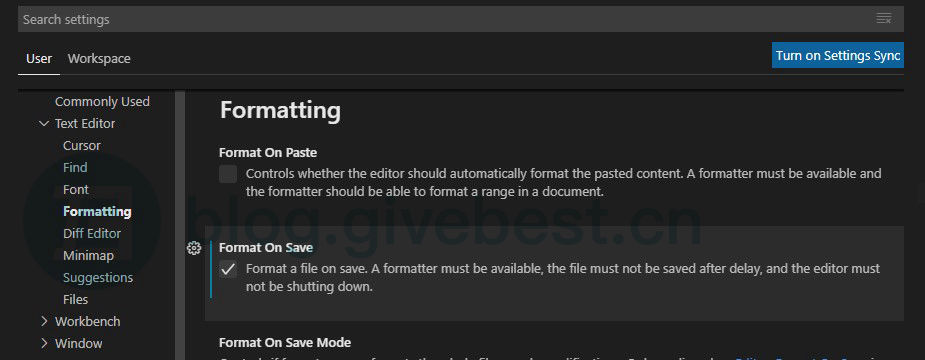 Search settings
User
Workspace
Turn on Settings Sync
Commonly Used
Text Editor
Cursor
Find
Font
Formatting
Diff Editor
Minimap
Suggestions
Files
Workbench
Window
Formatting
Format On Paste
Controls whether the editor should automatically format the pasted content. A formatter must be available and
the formatter should be able to format a range in a document.
Format On Save
Format a file on save. A formatter must be available, the file must not be saved after delay, and the editor must
not be shutting down.
Format On Save Mode
blog.givebest.cn